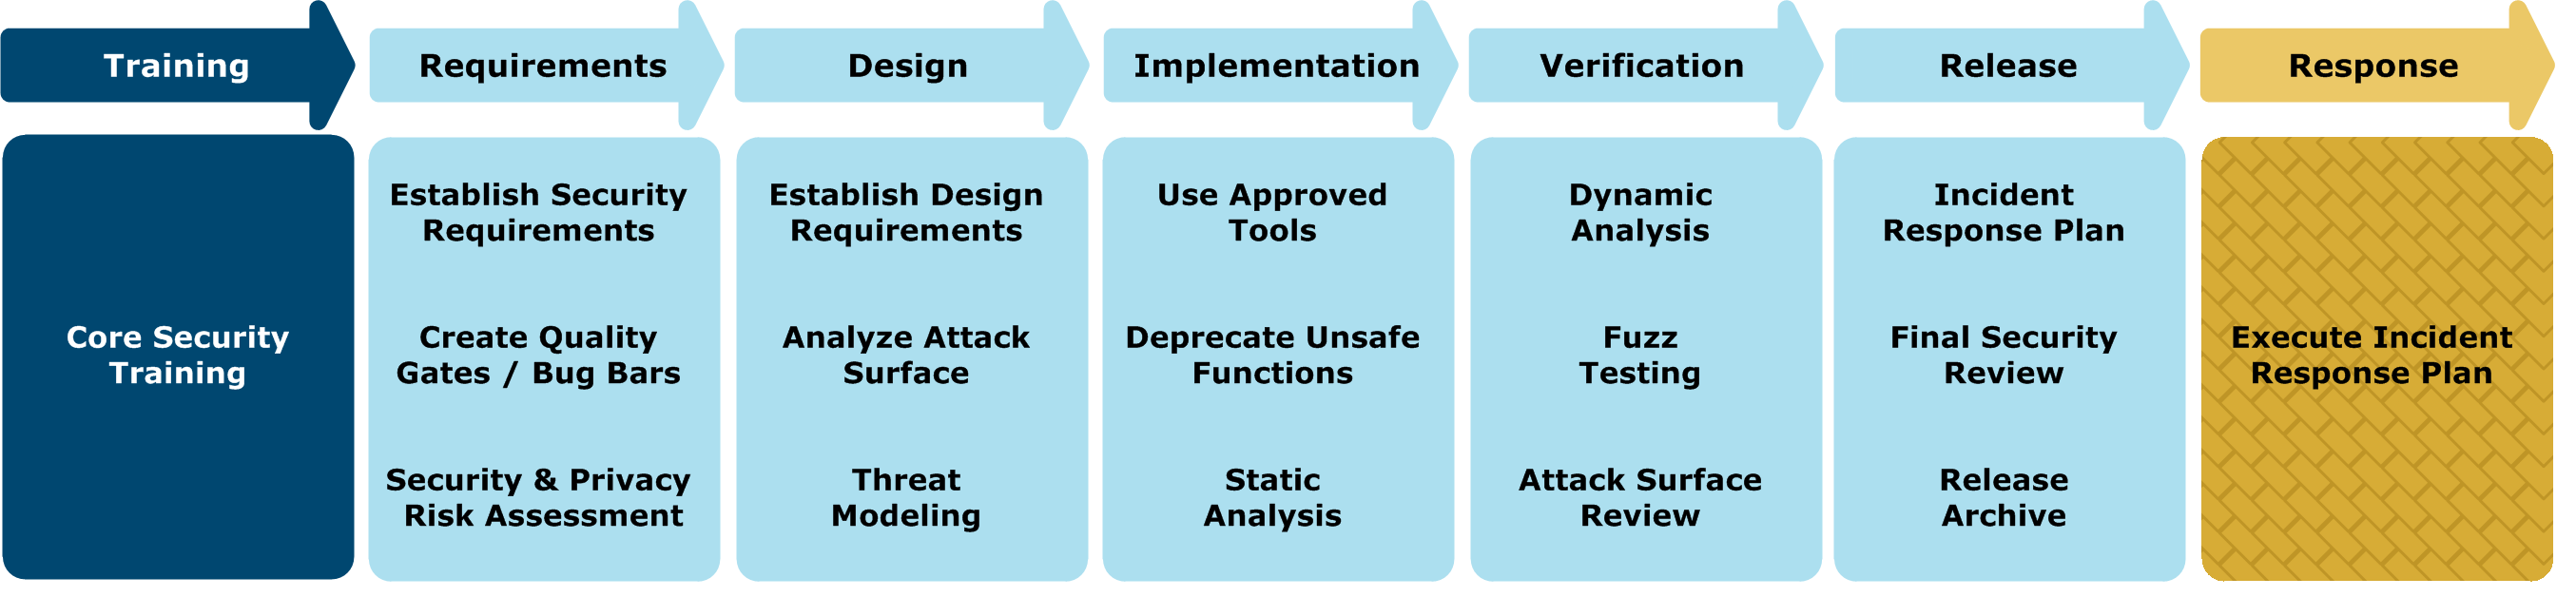 Training
Requirements
Design
Implementation
Verification
Release
Response
Core Security
Training
Establish Security
Requirements
Create Quality
Gates / Bug Bars
Security & Privacy
Risk Assessment
Establish Design
Requirements
Analyze Attack
Surface
Threat
Modeling
Use Approved
Tools
Deprecate Unsafe
Functions
Static
Analysis
Dynamic
Analysis
Fuzz
Testing
Attack Surface
Review
Incident
Response Plan
Final Security
Review
Release
Archive
Execute Incident
Response Plan